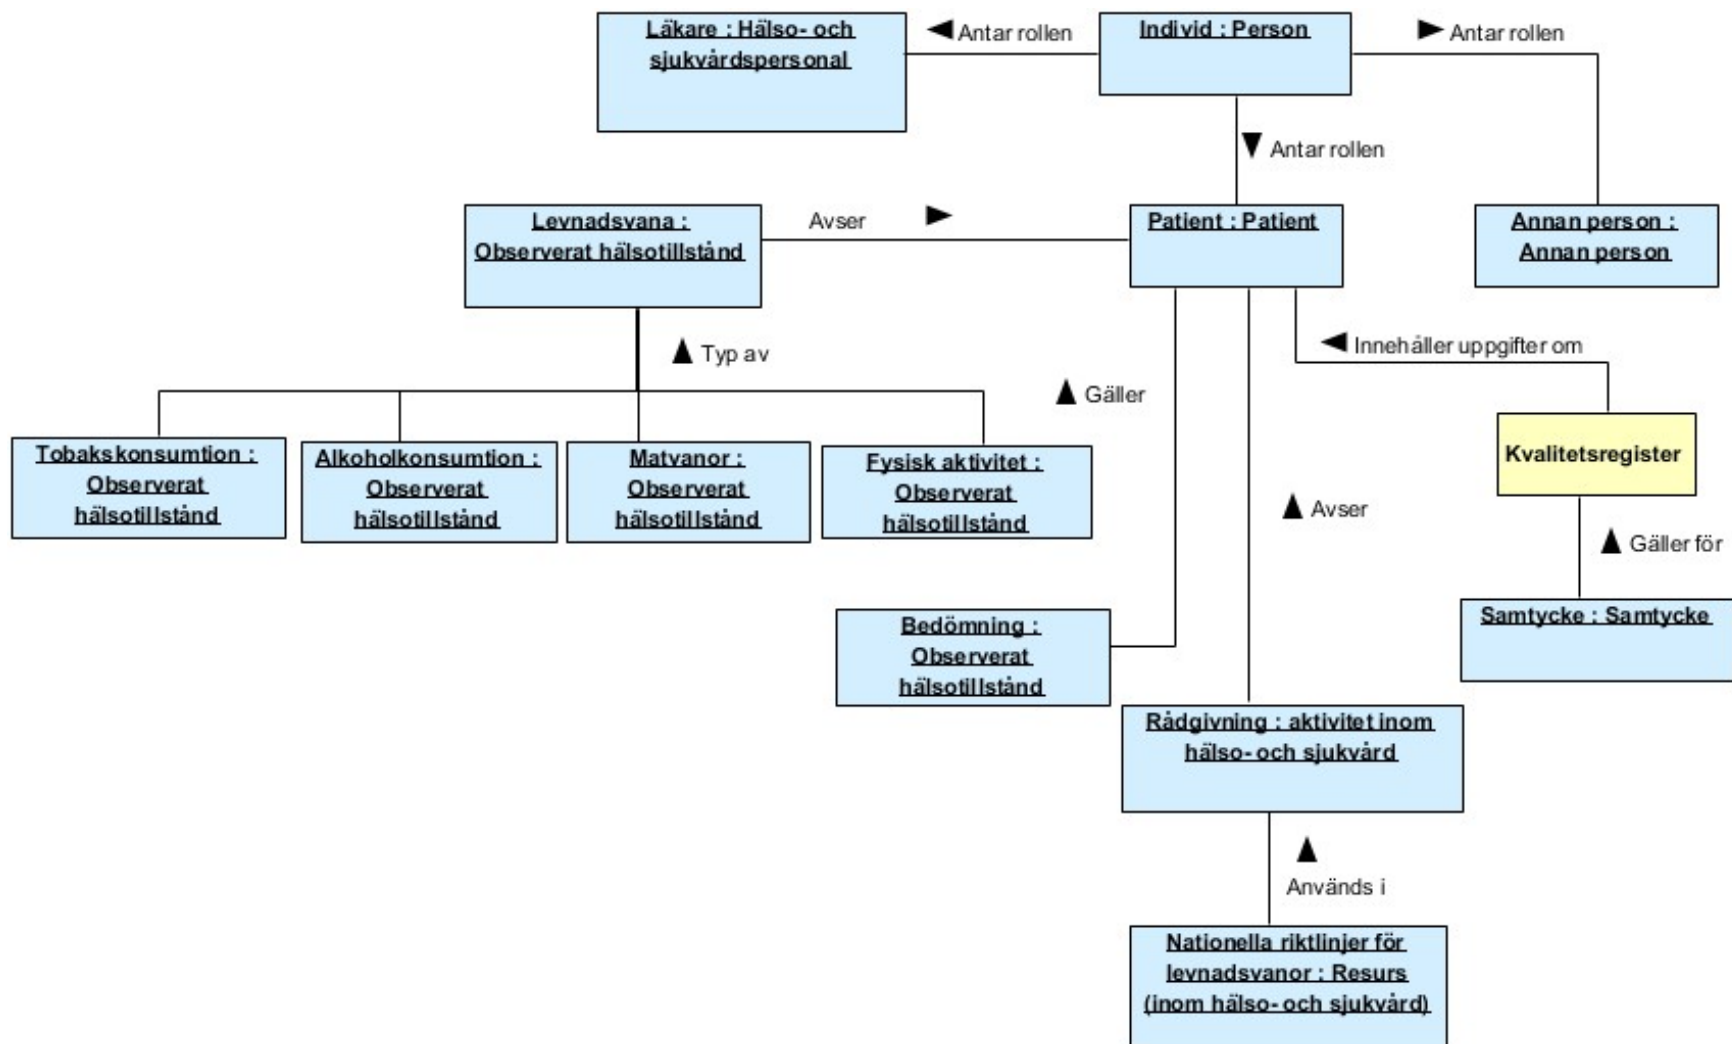 Läkare : Hälso- och
sjukvårdspersonal
Antar rollen
Individ : Person
Antar rollen
Antar rollen
Levnadsvana :
Observerat hälsotillstånd
Avser
Patient : Patient
Annan person :
Annan person
Typ av
Gäller
Innehåller uppgifter om
Tobakskonsumtion :
Observerat
hälsotillstånd
Alkoholkonsumtion :
Observerat
hälsotillstånd
Matvanor :
Observerat
hälsotillstånd
Fysisk aktivitet :
Observerat
hälsotillstånd
Kvalitetsregister
Avser
Gäller för
Bedömning :
Observerat
hälsotillstånd
Samtycke : Samtycke
Rådgivning : aktivitet inom
hälso- och sjukvård
Används i
Nationella riktlinjer för
levnadsvanor : Resurs
(inom hälso- och sjukvård)